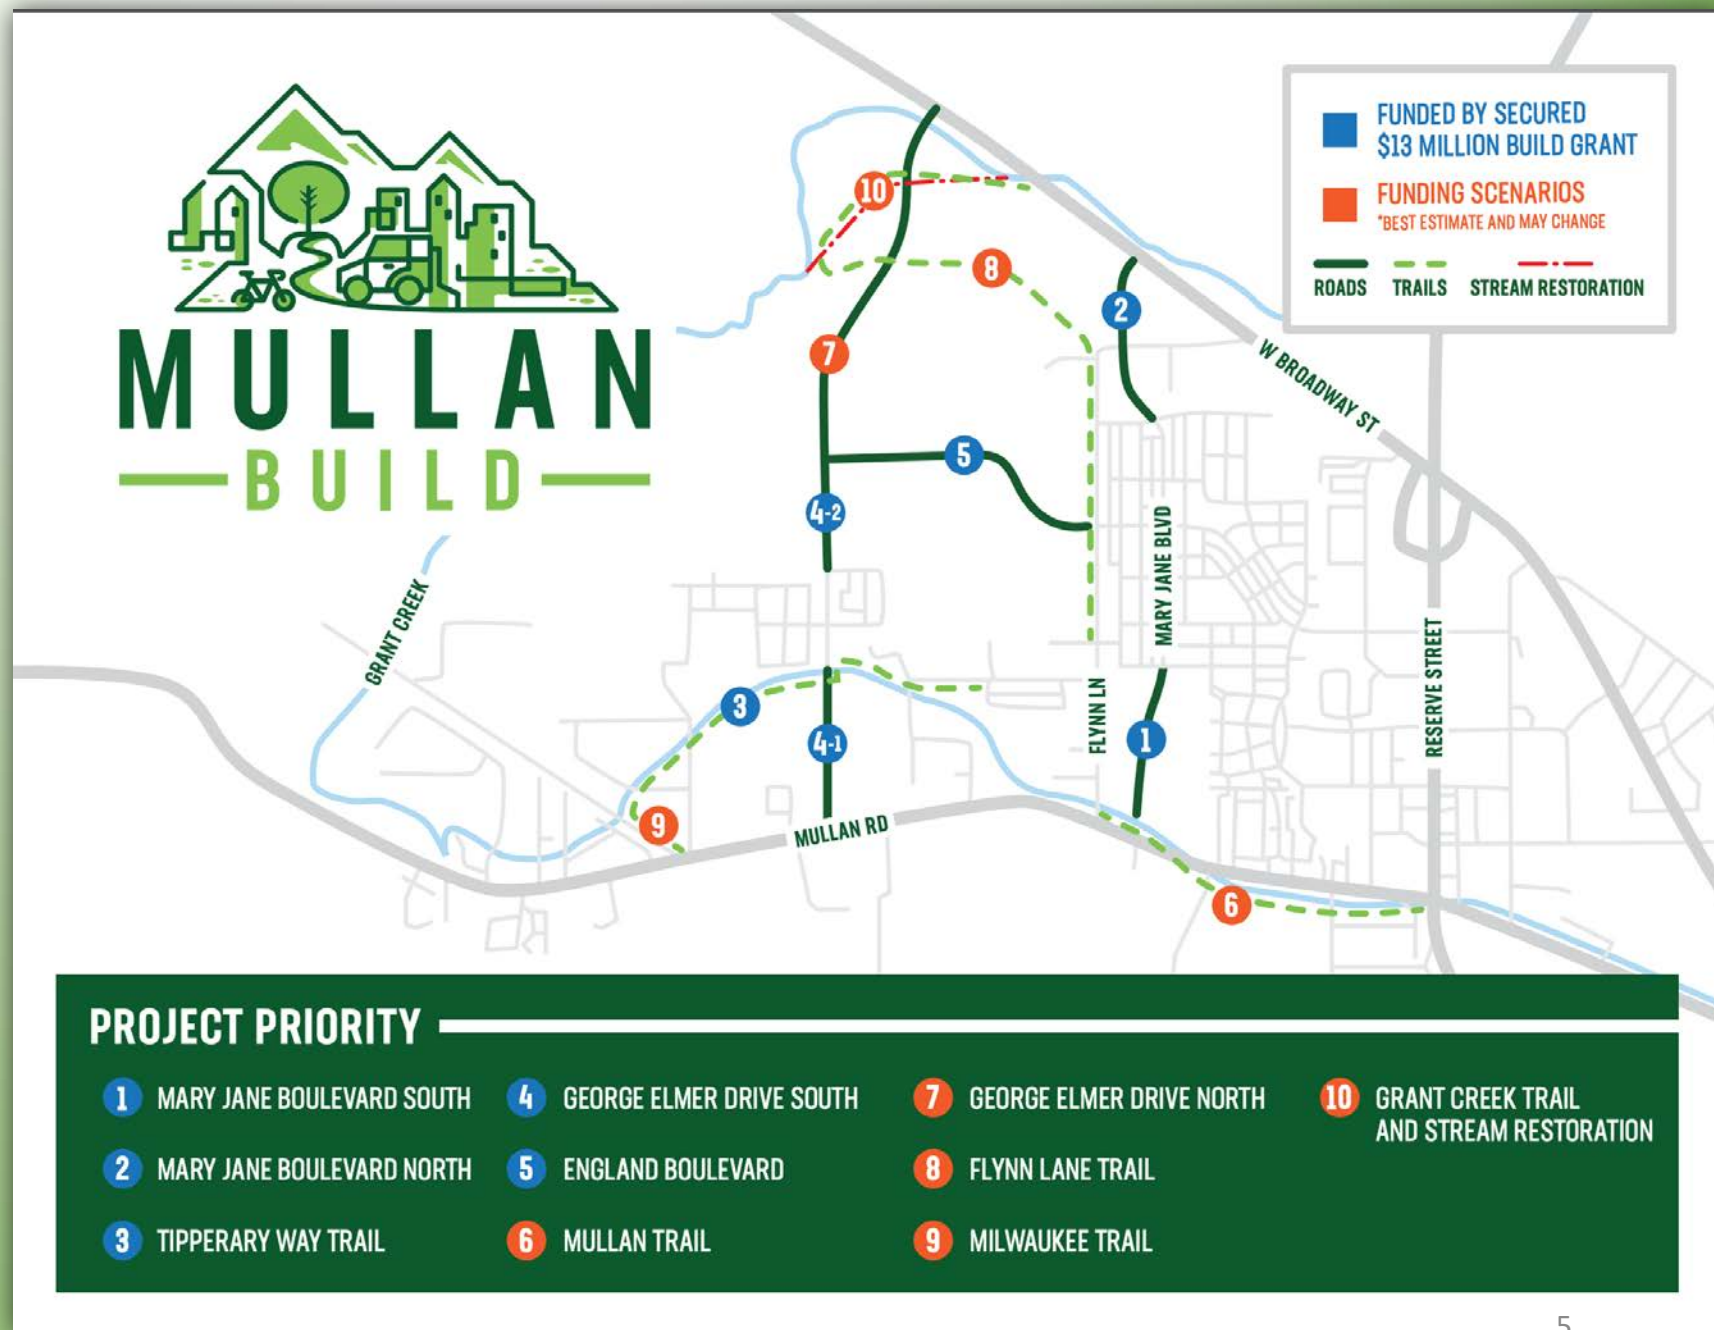 MULLAN
BUILD
FUNDED BY SECURED
$13 MILLION BUILD GRANT
FUNDING SCENARIOS
*BEST ESTIMATE AND MAY CHANGE
ROADS
TRAILS
STREAM RESTORATION
10
8
2
7
W BROADWAY ST
5
4-2
MARY JANE BLVD
GRANT CREEK
RESERVE STREET
3
FLYNN LN
4-1
1
9
MULLAN RD
6
PROJECT PRIORITY
1 MARY JANE BOULEVARD SOUTH
2 MARY JANE BOULEVARD NORTH
3 TIPPERARY WAY TRAIL
4 GEORGE ELMER DRIVE SOUTH
5 ENGLAND BOULEVARD
6 MULLAN TRAIL
7 GEORGE ELMER DRIVE NORTH
8 FLYNN LANE TRAIL
9 MILWAUKEE TRAIL
10 GRANT CREEK TRAIL
AND STREAM RESTORATION
5